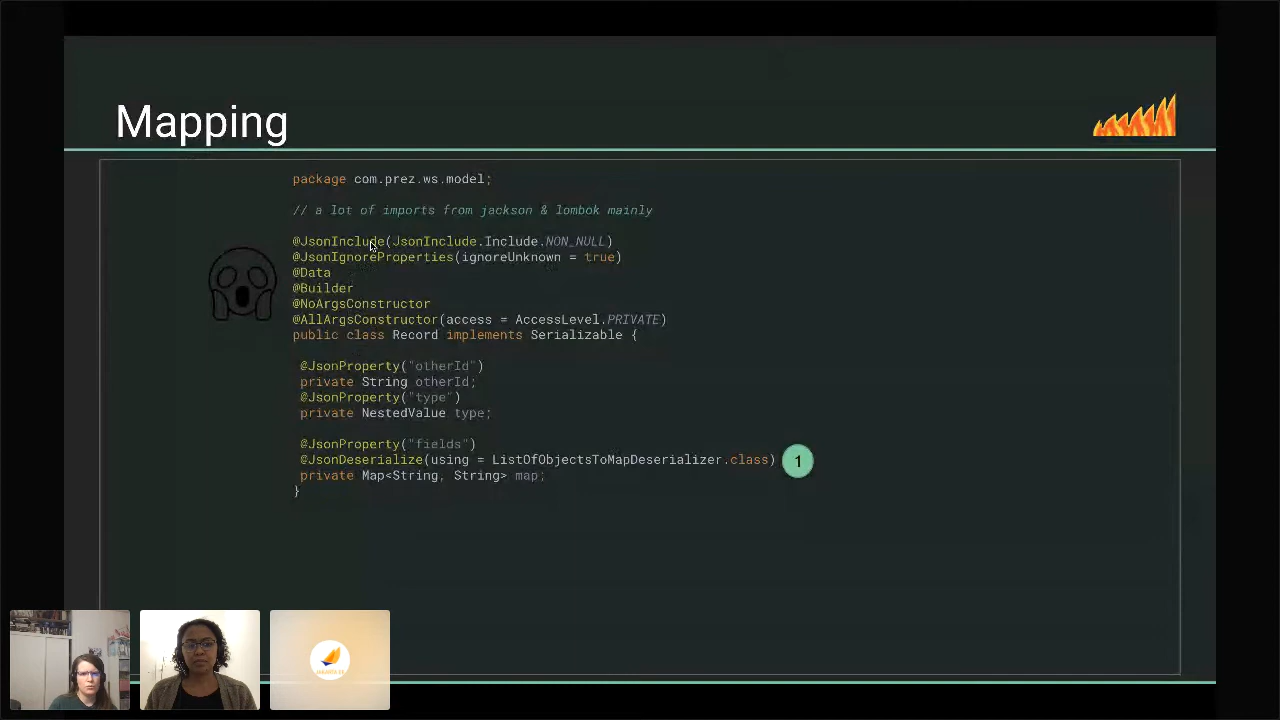 Mapping
package com.prez.ws.model;
// a lot of imports from jackson & lombok mainly
@JsonInclude(JsonInclude.Include.NON_NULL)
@JsonIgnoreProperties(ignoreUnknown = true)
@Data
@Builder
@NoArgsConstructor
@AllArgsConstructor(access = AccessLevel.PRIVATE)
public class Record implements Serializable {
@JsonProperty("otherId")
private String otherId;
@JsonProperty("type")
private NestedValue type;
@JsonProperty("fields")
@JsonDeserialize(using = ListOfObjectsToMapDeserializer.class) 1
private Map<String, String> map;
}